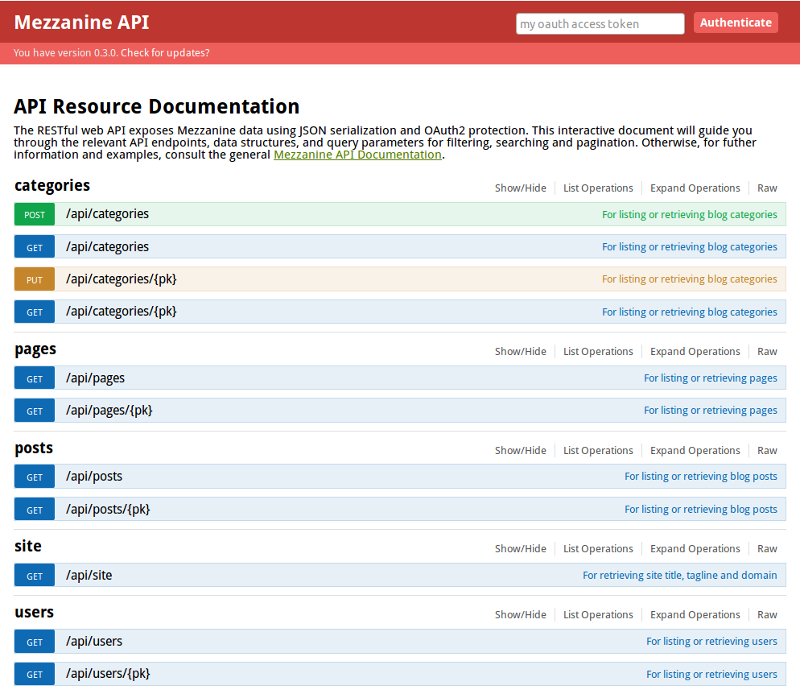 Mezzanine API
my oauth access token
Authenticate
You have version 0.3.0. Check for updates?
API Resource Documentation
The RESTful web API exposes Mezzanine data using JSON serialization and OAuth2 protection. This interactive document will guide you
through the relevant API endpoints, data structures, and query parameters for filtering, searching and pagination. Otherwise, for futher
information and examples, consult the general Mezzanine API Documentation.
categories Show/Hide List Operations Expand Operations Raw
POST /api/categories For listing or retrieving blog categories
GET /api/categories For listing or retrieving blog categories
PUT /api/categories/{pk} For listing or retrieving blog categories
GET /api/categories/{pk} For listing or retrieving blog categories
pages Show/Hide List Operations Expand Operations Raw
GET /api/pages For listing or retrieving pages
GET /api/pages/{pk} For listing or retrieving pages
posts Show/Hide List Operations Expand Operations Raw
GET /api/posts For listing or retrieving blog posts
GET /api/posts/{pk} For listing or retrieving blog posts
site Show/Hide List Operations Expand Operations Raw
GET /api/site For retrieving site title, tagline and domain
users Show/Hide List Operations Expand Operations Raw
GET /api/users For listing or retrieving users
GET /api/users/{pk} For listing or retrieving users